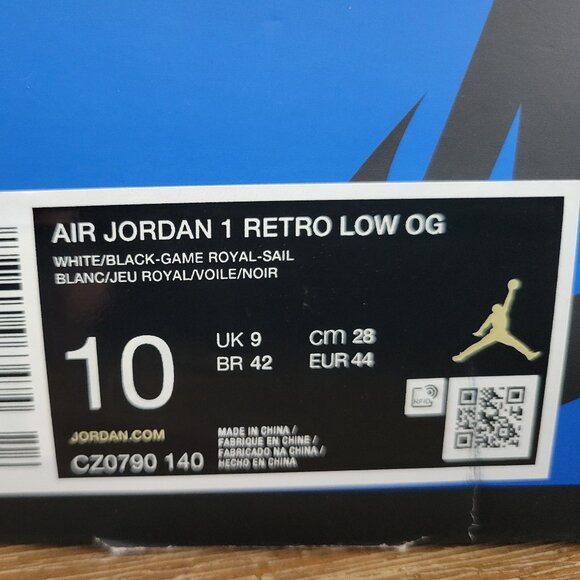 AIR JORDAN 1 RETRO LOW OG
WHITE/BLACK-GAME ROYAL-SAIL
BLANC/JEU ROYAL/VOILE/NOIR
10
UK 9
BR 42
cm 28
EUR 44
RFID
JORDAN.COM
CZ0790 140
MADE IN CHINA /
FABRIQUE EN CHINE /
FABRICADO NA CHINA /
HECHO EN CHINA